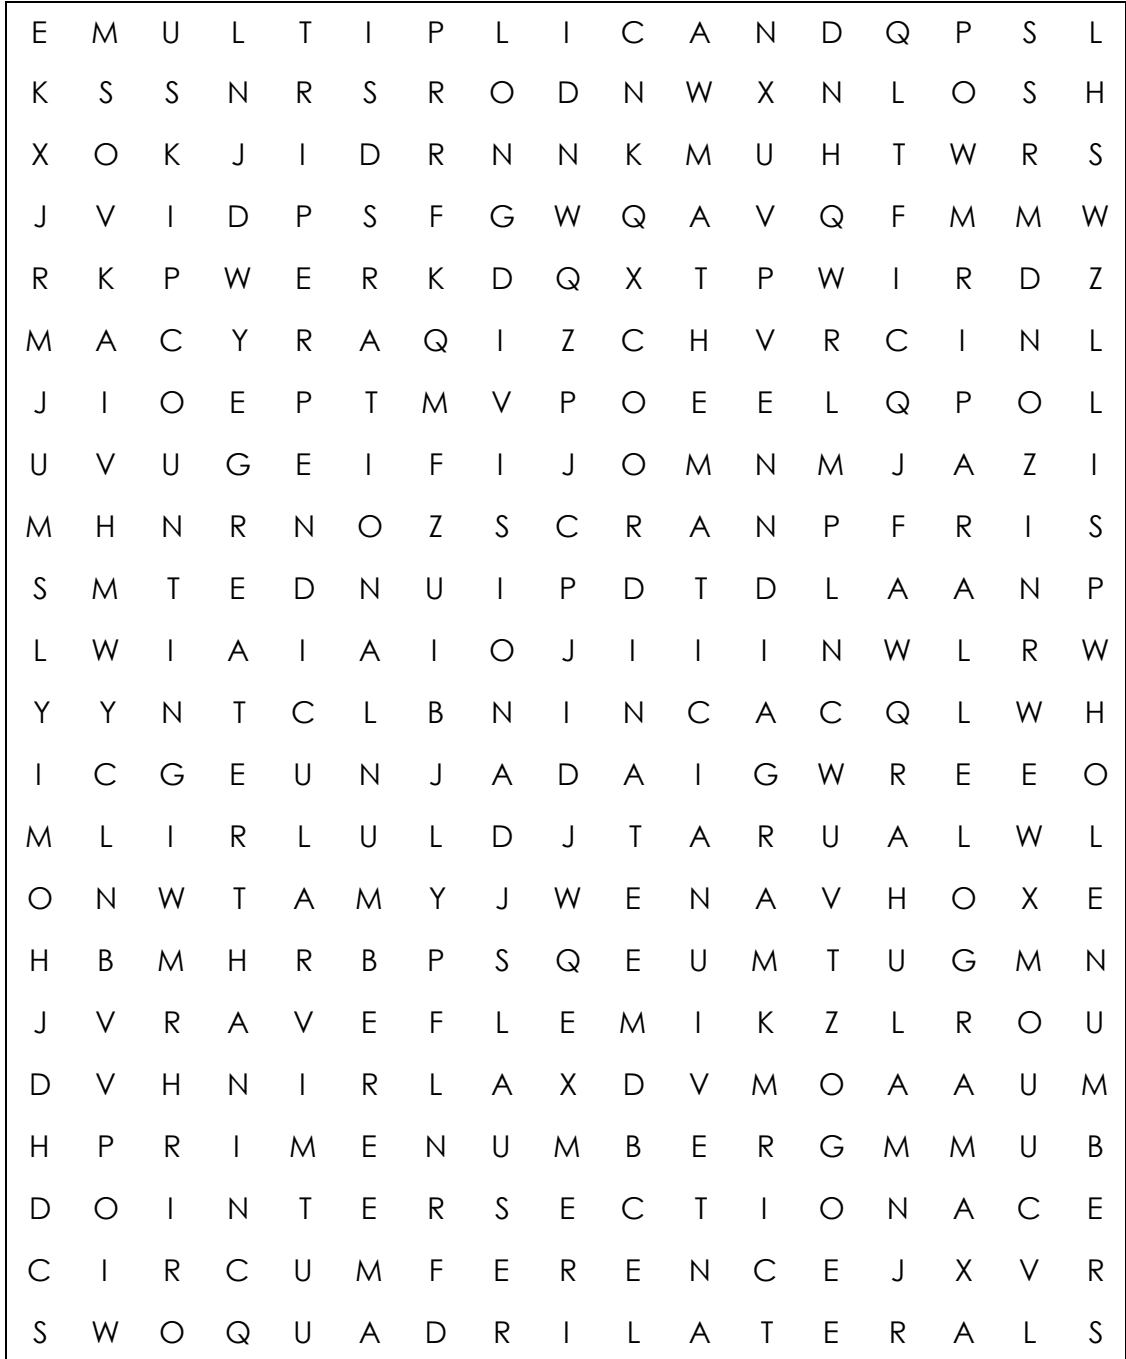 E M U L T I P L I C A N D Q P S L
K S S N R S R O D N W X N L O S H
X O K J I D R N N K M U H T W R S
J V I D P S F G W Q A V Q F M M W
R K P W E R K D Q X T P W I R D Z
M A C Y R A Q I Z C H V R C I N L
J I O E P T M V P O E E L Q P O L
U V U G E I F I J O M N M J A Z I
M H N R N O Z S C R A N P F R I S
S M T E D N U I P D T D L A A N P
L W I A I A I O J I I I N W L R W
Y Y N T C L B N I N C A C Q L W H
I C G E U N J A D A I G W R E E O
M L I R L U L D J T A R U A L W L
O N W T A M Y J W E N A V H O X E
H B M H R B P S Q E U M T U G M N
J V R A V E F L E M I K Z L R O U
D V H N I R L A X D V M O A A U M
H P R I M E N U M B E R G M M U B
D O I N T E R S E C T I O N A C E
C I R C U M F E R E N C E J X V R
S W O Q U A D R I L A T E R A L S